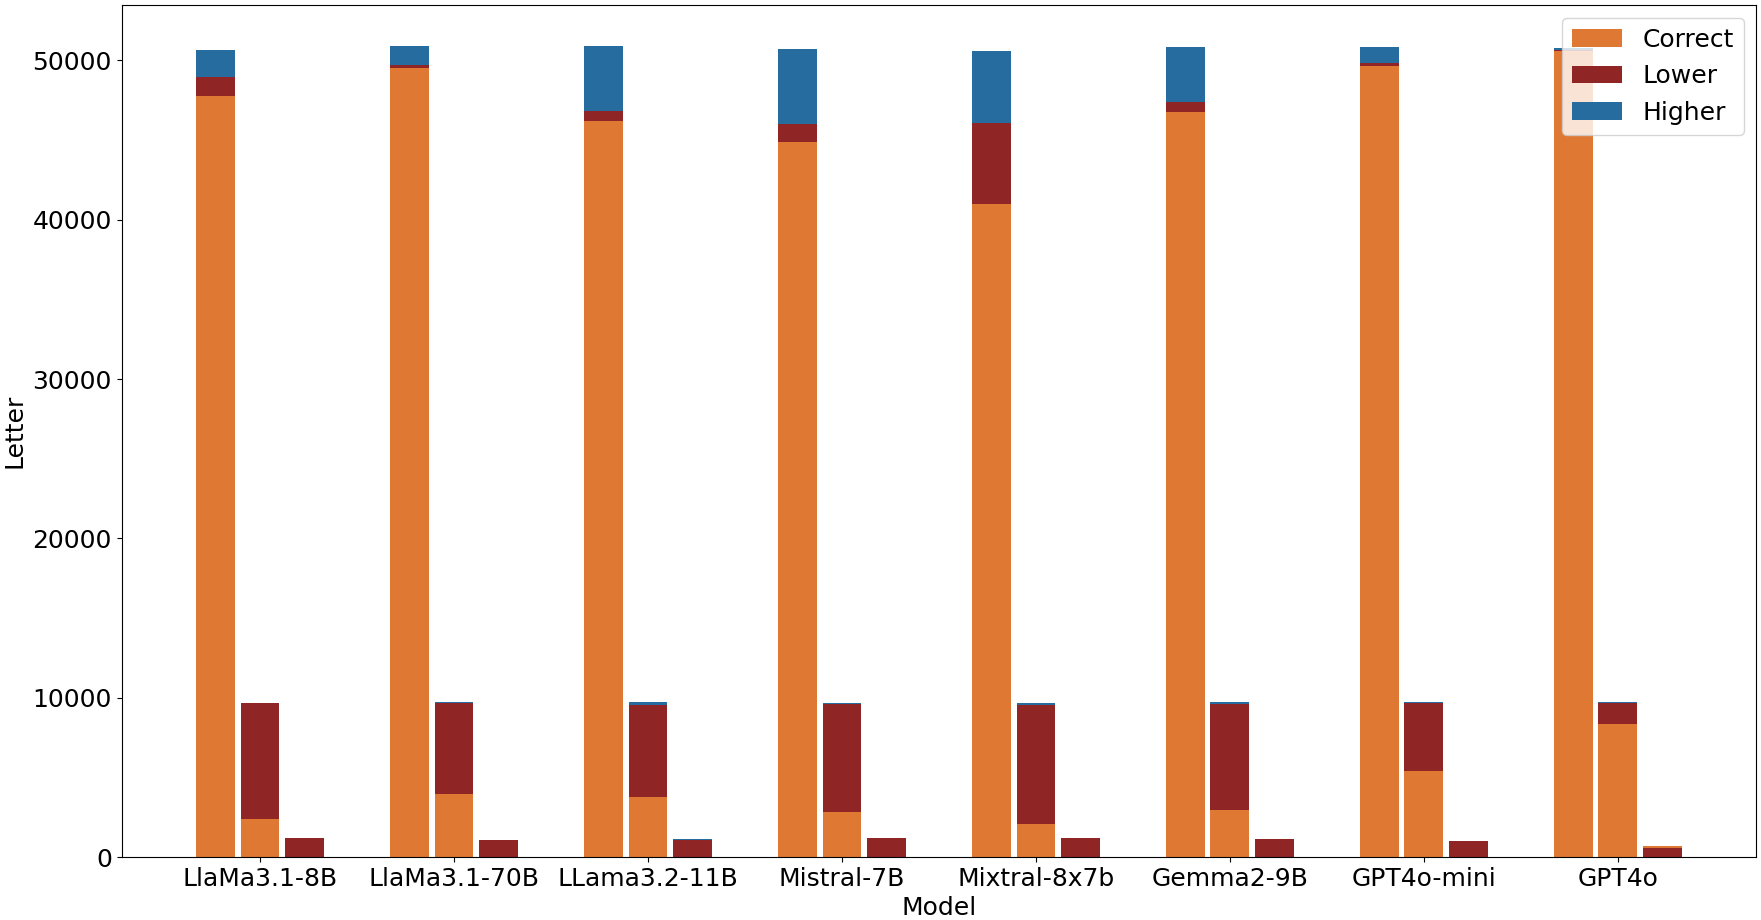 50000
40000
30000
20000
10000
0
Letter
Correct
Lower
Higher
LlaMa3.1-8B
LlaMa3.1-70B
LLama3.2-11B
Mistral-7B
Mixtral-8x7b
Gemma2-9B
GPT4o-mini
GPT4o
Model